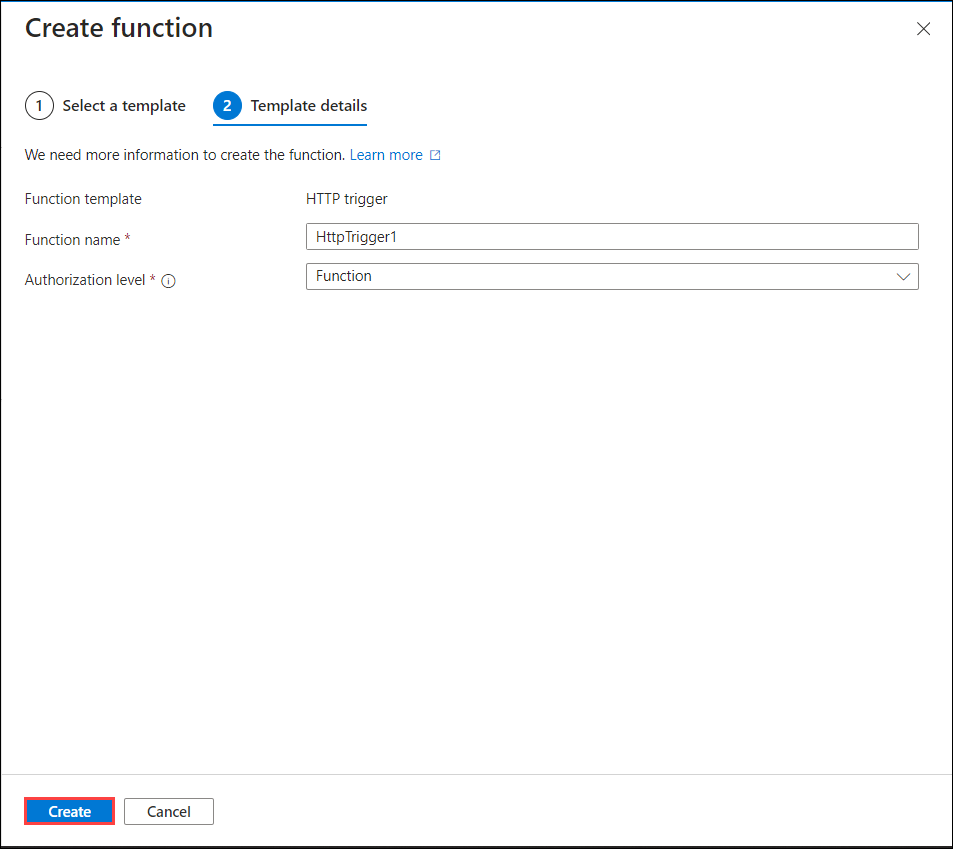 Create function
1 Select a template 2 Template details
We need more information to create the function. Learn more
Function template HTTP trigger
Function name * HttpTrigger1
Authorization level * Function
Create Cancel